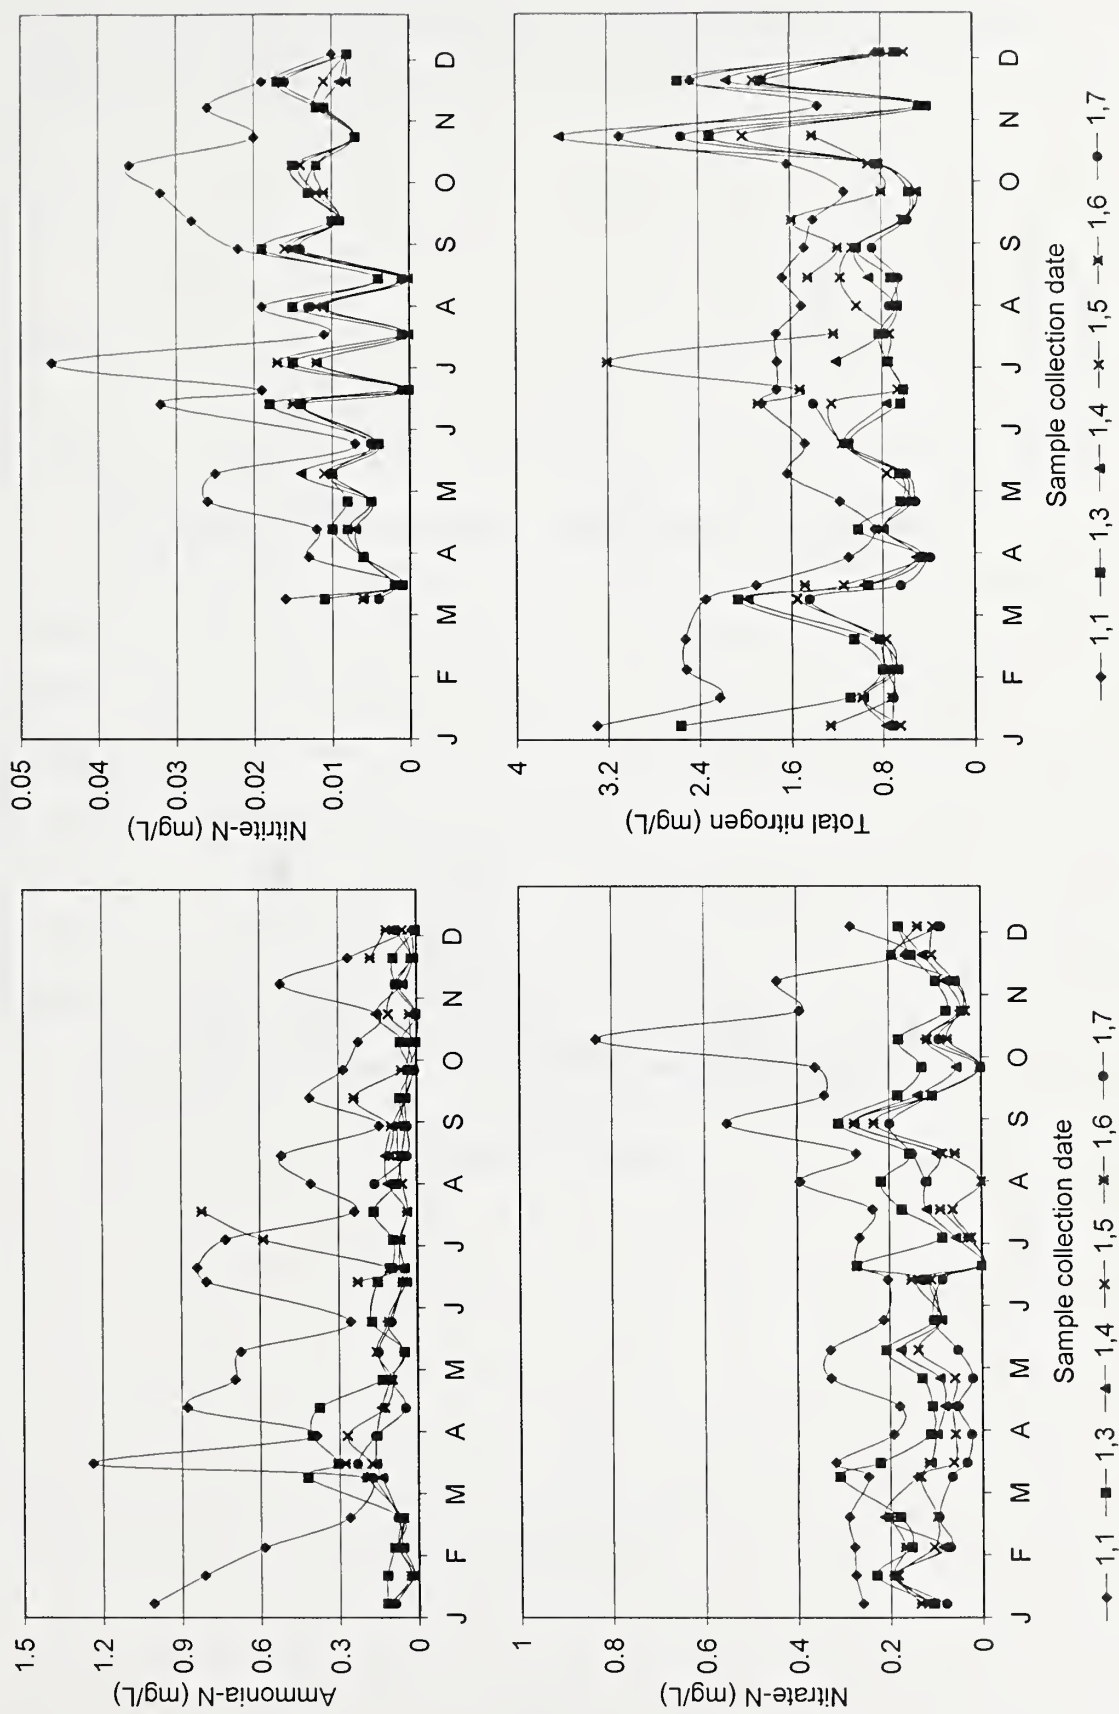 Ammonia-N (mg/L)
1.5
1.2
0.9
0.6
0.3
0
J F M A M J J A S O N D
Nitrite-N (mg/L)
0.05
0.04
0.03
0.02
0.01
0
J F M A M J J A S O N D
Nitrate-N (mg/L)
1
0.8
0.6
0.4
0.2
0
J F M A M J J A S O N D
Sample collection date
1,1 1,3 1,4 1,5 1,6 1,7
Total nitrogen (mg/L)
4
3.2
2.4
1.6
0.8
0
J F M A M J J A S O N D
Sample collection date
1,1 1,3 1,4 1,5 1,6 1,7